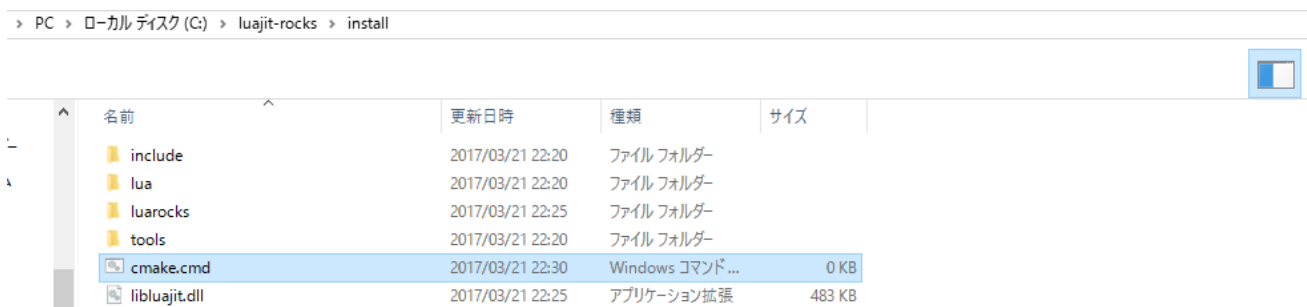 › PC › ローカル ディスク (C:) › luajit-rocks › install
名前 更新日時 種類 サイズ
include 2017/03/21 22:20 ファイル フォルダー
lua 2017/03/21 22:20 ファイル フォルダー
luarocks 2017/03/21 22:25 ファイル フォルダー
tools 2017/03/21 22:20 ファイル フォルダー
cmake.cmd 2017/03/21 22:30 Windows コマンド ... 0 KB
libluajit.dll 2017/03/21 22:25 アプリケーション拡張 483 KB